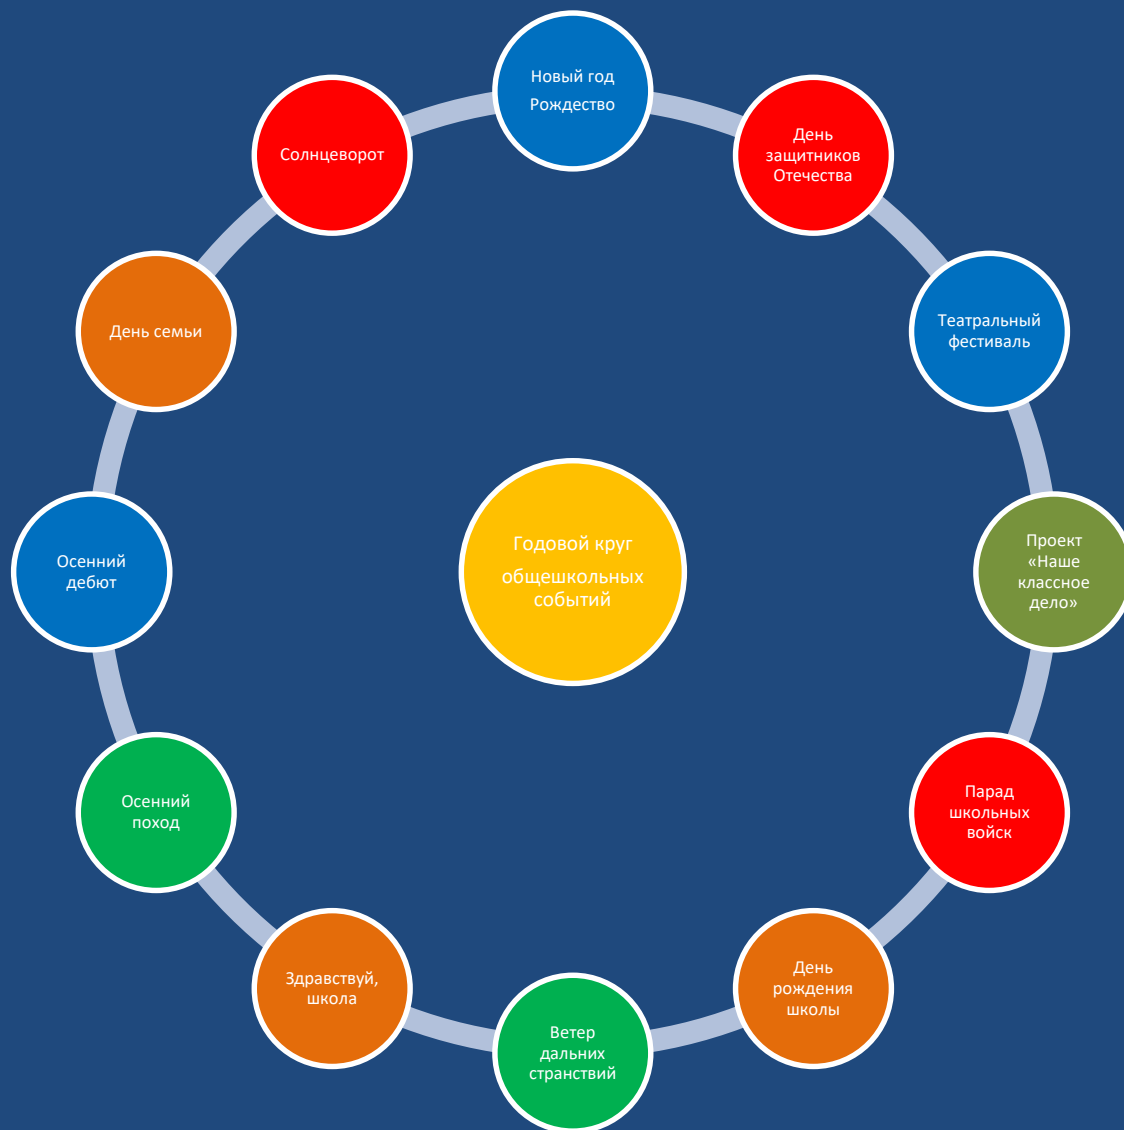 Новый год
Рождество
День
защитников
Отечества
Театральный
фестиваль
Проект
«Наше
классное
дело»
Парад
школьных
войск
День
рождения
школы
Ветер
дальних
странствий
Здравствуй,
школа
Осенний
поход
Осенний
дебют
День семьи
Солнцеворот
Годовой круг
общешкольных
событий